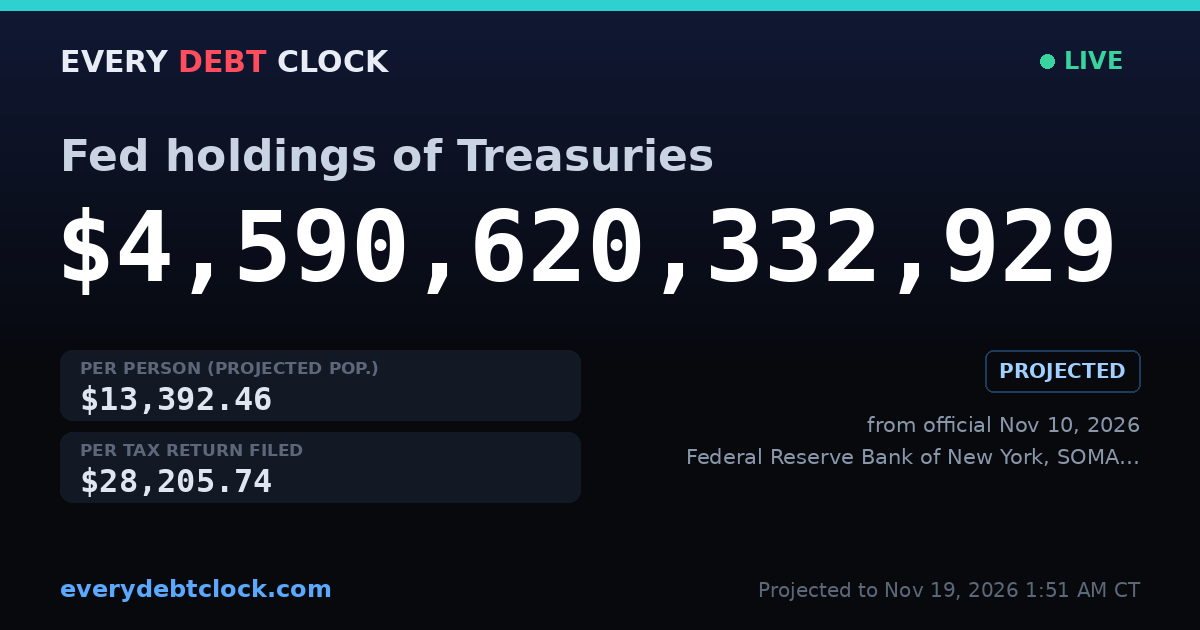 EVERY DEBT CLOCK
LIVE
Fed holdings of Treasuries
$4,590,620,332,929
PER PERSON (PROJECTED POP.)
$13,392.46
PER TAX RETURN FILED
$28,205.74
PROJECTED
from official Nov 10, 2026
Federal Reserve Bank of New York, SOMA…
everydebtclock.com
Projected to Nov 19, 2026 1:51 AM CT